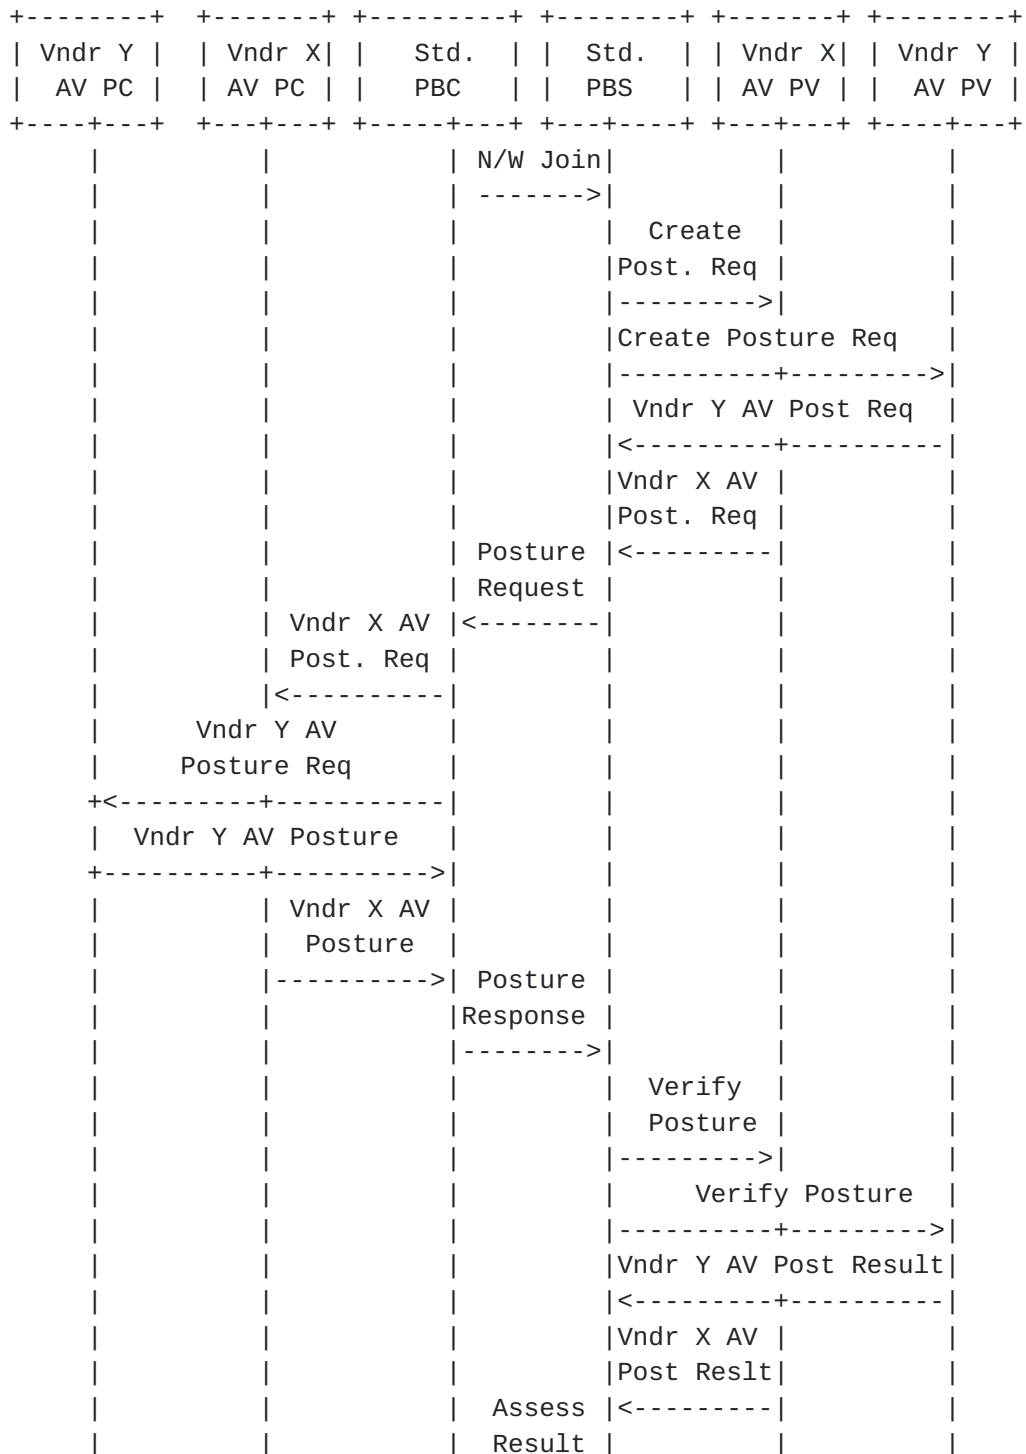 +--------+  +-------+ +---------+ +--------+ +-------+ +--------+
| Vndr Y |  | Vndr X| |   Std.  | |  Std.  | | Vndr X| | Vndr Y |
|  AV PC |  | AV PC | |   PBC   | |  PBS   | | AV PV | |  AV PV |
+----+---+  +---+---+ +-----+---+ +---+----+ +---+---+ +----+---+
     |          |           | N/W Join|          |          |
     |          |           | ------->|          |          |
     |          |           |         |  Create  |          |
     |          |           |         |Post. Req |          |
     |          |           |         |--------->|          |
     |          |           |         |Create Posture Req   |
     |          |           |         |----------+--------->|
     |          |           |         | Vndr Y AV Post Req  |
     |          |           |         |<---------+----------|
     |          |           |         |Vndr X AV |          |
     |          |           |         |Post. Req |          |
     |          |           | Posture |<---------|          |
     |          |           | Request |          |          |
     |          | Vndr X AV |<--------|          |          |
     |          | Post. Req |         |          |          |
     |          |<----------|         |          |          |
     |      Vndr Y AV       |         |          |          |
     |     Posture Req      |         |          |          |
     +<---------+-----------|         |          |          |
     |  Vndr Y AV Posture   |         |          |          |
     +----------+---------->|         |          |          |
     |          | Vndr X AV |         |          |          |
     |          |  Posture  |         |          |          |
     |          |---------->| Posture |          |          |
     |          |           |Response |          |          |
     |          |           |-------->|          |          |
     |          |           |         |  Verify  |          |
     |          |           |         |  Posture |          |
     |          |           |         |--------->|          |
     |          |           |         |     Verify Posture  |
     |          |           |         |----------+--------->|
     |          |           |         |Vndr Y AV Post Result|
     |          |           |         |<---------+----------|
     |          |           |         |Vndr X AV |          |
     |          |           |         |Post Reslt|          |
     |          |           |  Assess |<---------|          |
     |          |           |  Result |          |          |